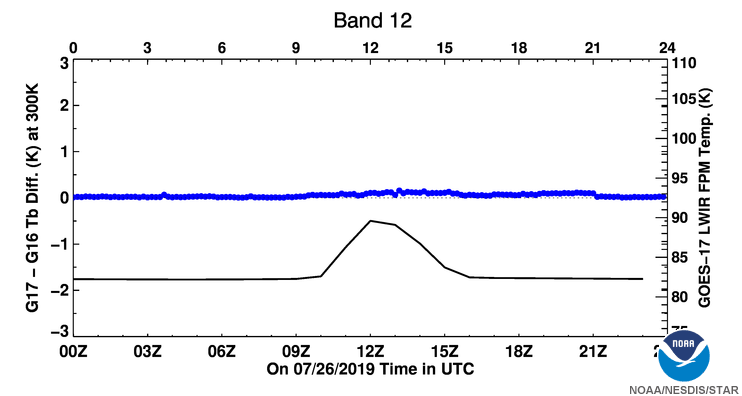 Band 12
0 3 6 9 12 15 18 21 24
3 110
2 105
1 100
0 95
−1 90
−2 85
−3 80
G17 − G16 Tb Diff. (K) at 300K
GOES−17 LWIR FPM Temp. (K)
00Z 03Z 06Z 09Z 12Z 15Z 18Z 21Z
On 07/26/2019 Time in UTC
NOAA
NOAA/NESDIS/STAR